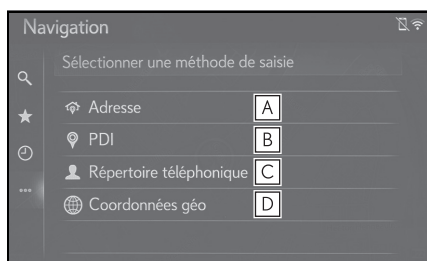 Navigation
Sélectionner une méthode de saisie
Adresse A
PDI B
Répertoire téléphonique C
Coordonnées géo D